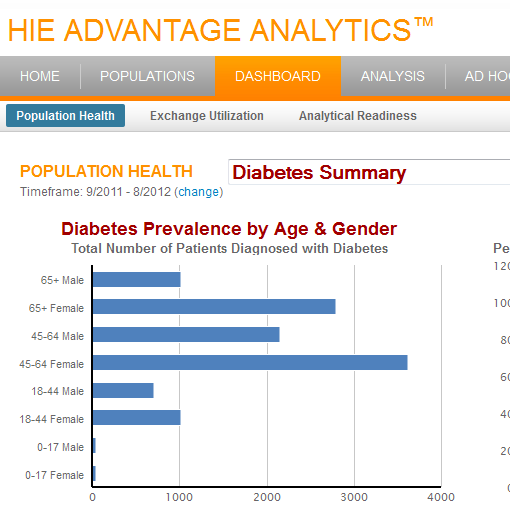 HIE ADVANTAGE ANALYTICS™
HOME POPULATIONS DASHBOARD ANALYSIS AD HO
Population Health Exchange Utilization Analytical Readiness
POPULATION HEALTH Diabetes Summary
Timeframe: 9/2011 - 8/2012 (change)
Diabetes Prevalence by Age & Gender
Total Number of Patients Diagnosed with Diabetes Pe
65+ Male
65+ Female
45-64 Male
45-64 Female
18-44 Male
18-44 Female
0-17 Male
0-17 Female
0 1000 2000 3000 4000
120
100
80
60
40
20
0